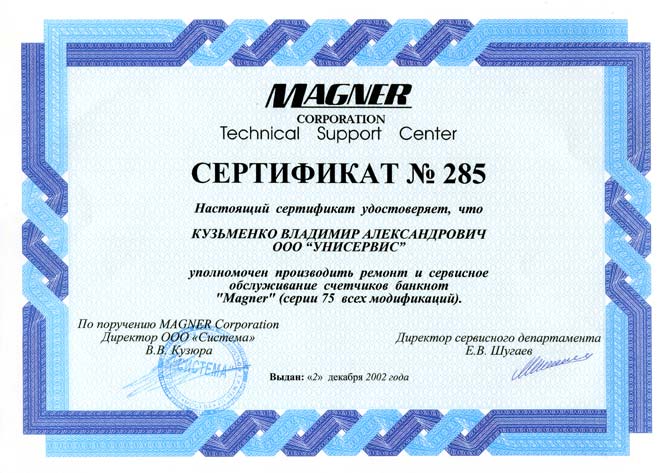 MAGNER
CORPORATION
Technical Support Center
СЕРТИФИКАТ № 285
Настоящий сертификат удостоверяет, что
КУЗЬМЕНКО ВЛАДИМИР АЛЕКСАНДРОВИЧ
ООО “УНИСЕРВИС”
уполномочен производить ремонт и сервисное
обслуживание счетчиков банкнот
"Magner" (серии 75 всех модификаций).
По поручению MAGNER Corporation
Директор ООО «Система»
В.В. Кузюра
Директор сервисного департамента
Е.В. Шугаев
СИСТЕМА
Выдан: «2» декабря 2002 года